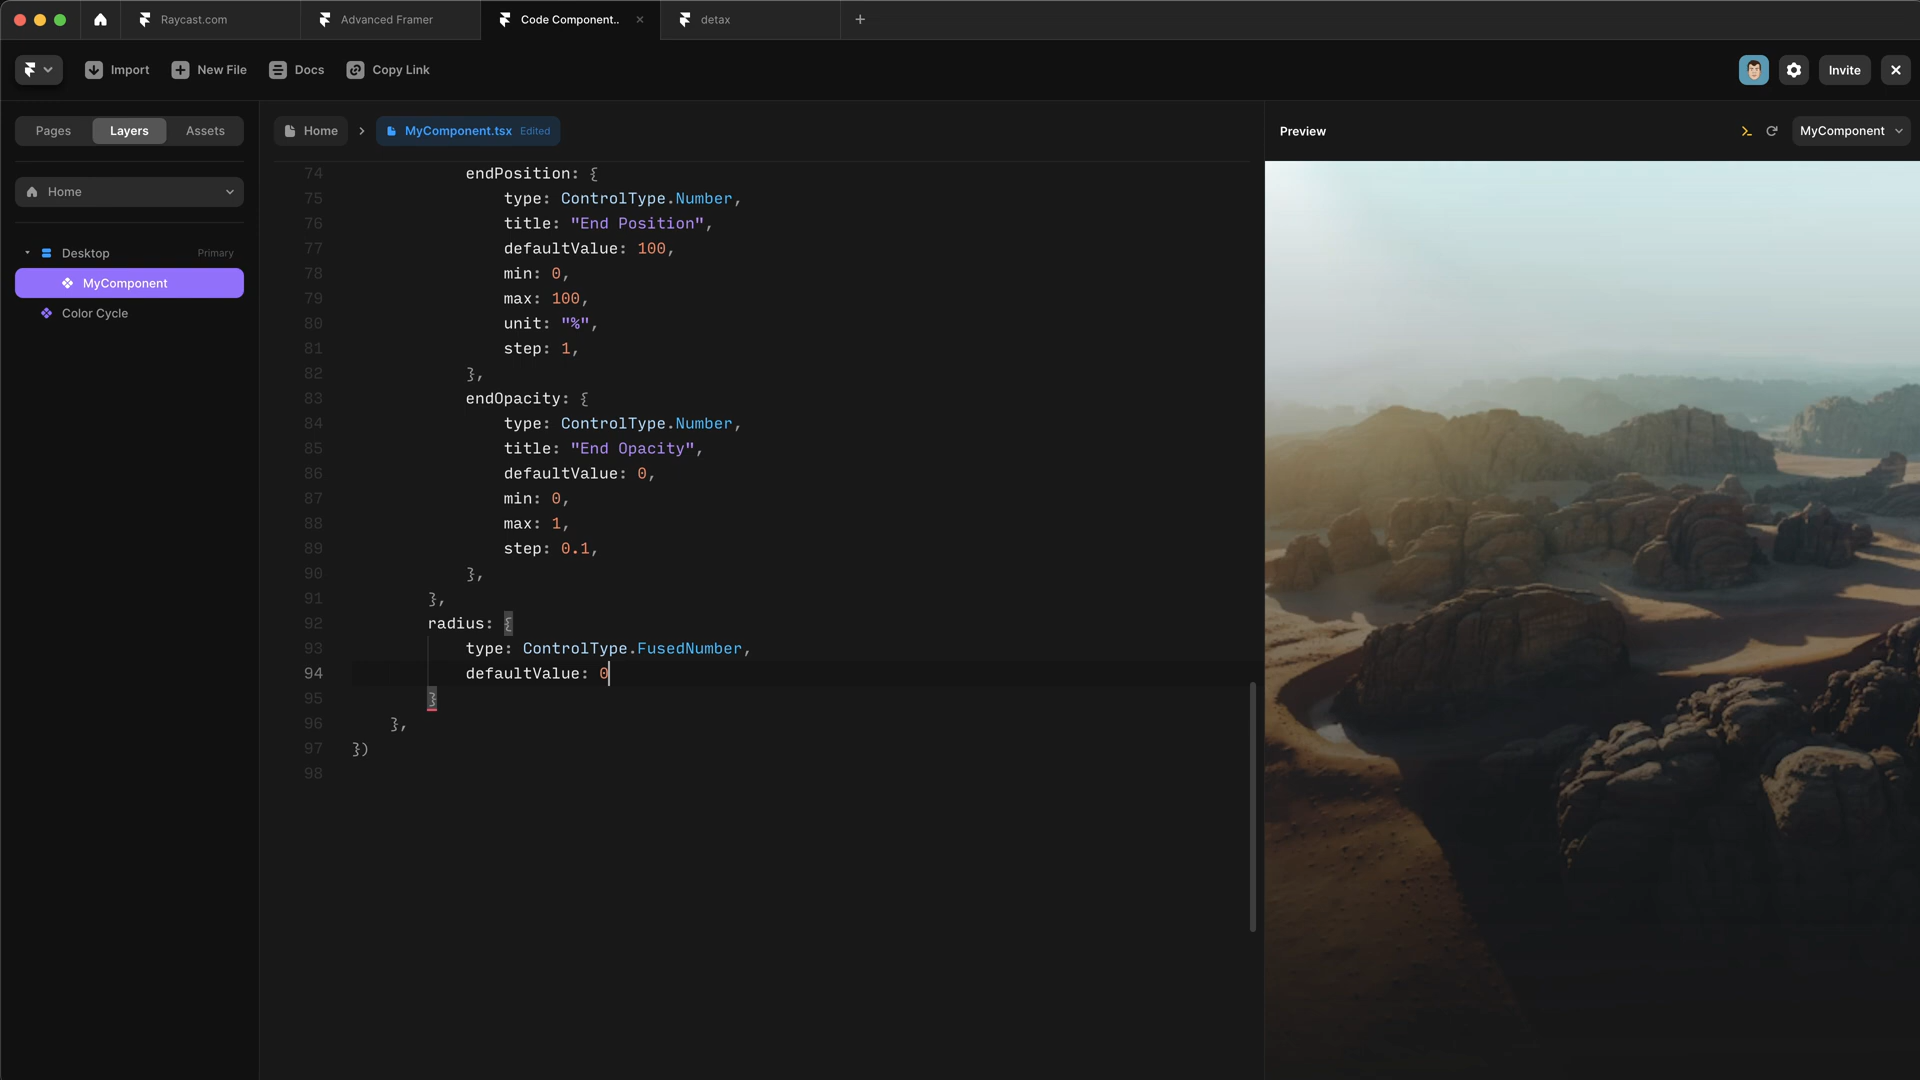 Raycast.com
Advanced Framer
Code Component..
detax
Import
New File
Docs
Copy Link
Invite
Pages
Layers
Assets
Home
MyComponent.tsx
Edited
Preview
MyComponent
Home
Desktop
Primary
MyComponent
Color Cycle
74 endPosition: {
75 type: ControlType.Number,
76 title: "End Position",
77 defaultValue: 100,
78 min: 0,
79 max: 100,
80 unit: "%",
81 step: 1,
82 },
83 endOpacity: {
84 type: ControlType.Number,
85 title: "End Opacity",
86 defaultValue: 0,
87 min: 0,
88 max: 1,
89 step: 0.1,
90 },
91 },
92 radius: {
93 type: ControlType.FusedNumber,
94 defaultValue: 0
95 }
96 },
97 })
98